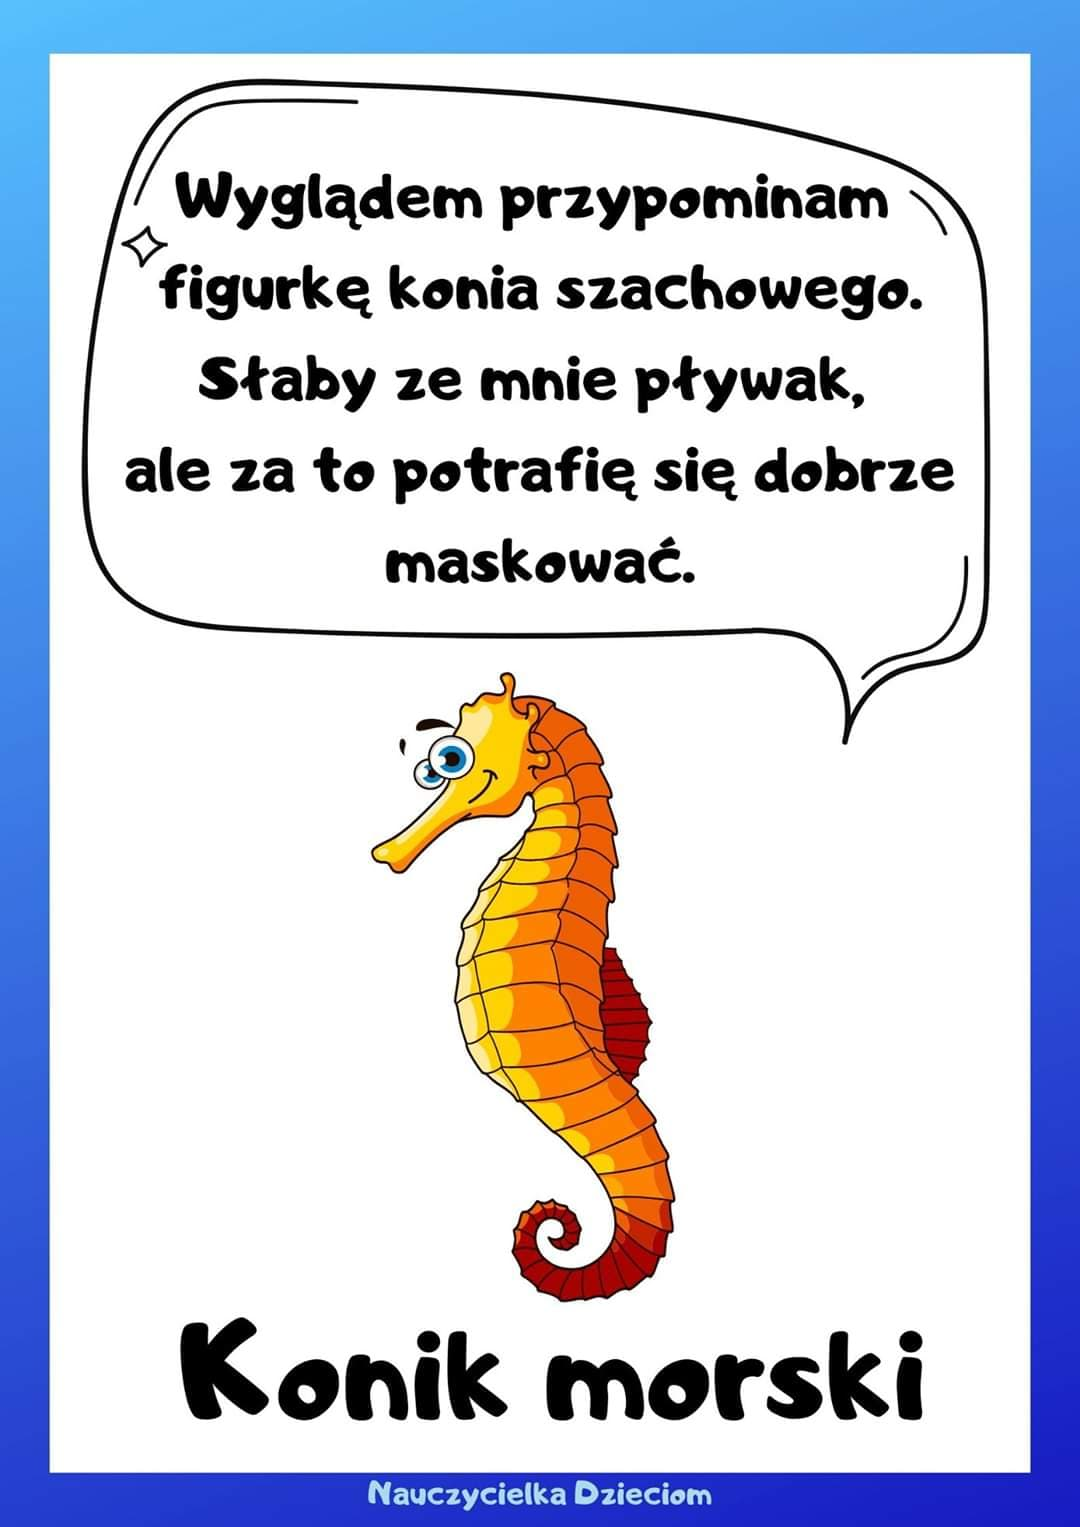 Wyglądem przypominam
figurkę konia szachowego.
Słaby ze mnie pływak,
ale za to potrafię się dobrze
maskować.
Konik morski
Nauczycielka Dzieciom